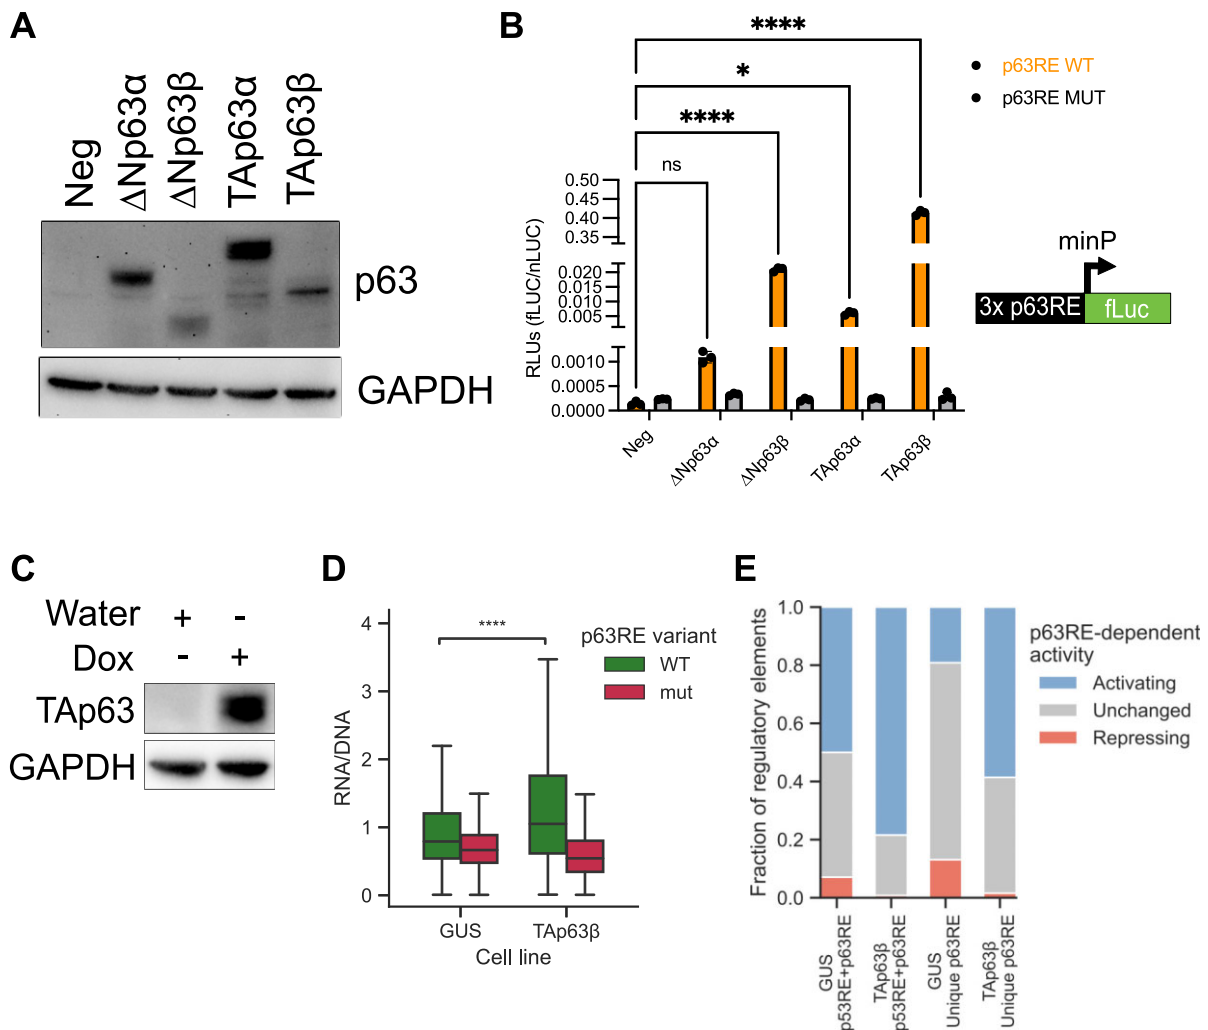 A
Neg
ΔNp63α
ΔNp63β
TAp63α
TAp63β
p63
GAPDH
B
****
*
****
ns
p63RE WT
p63RE MUT
RLUs (fLUC/nLUC)
0.50
0.45
0.40
0.35
0.020
0.010
0.005
0.0010
0.0005
0.0000
Neg
ΔNp63α
ΔNp63β
TAp63α
TAp63β
minP
3x p63RE fLuc
C
Water + -
Dox - +
TAp63
GAPDH
D
RNA/DNA
4
3
2
1
0
****
p63RE variant
WT
mut
GUS TAp63β
Cell line
E
Fraction of regulatory elements
1.0
0.8
0.6
0.4
0.2
0.0
p63RE-dependent
activity
Activating
Unchanged
Repressing
GUS
p53RE+p63RE
TAp63β
p53RE+p63RE
GUS
Unique p63RE
TAp63β
Unique p63RE